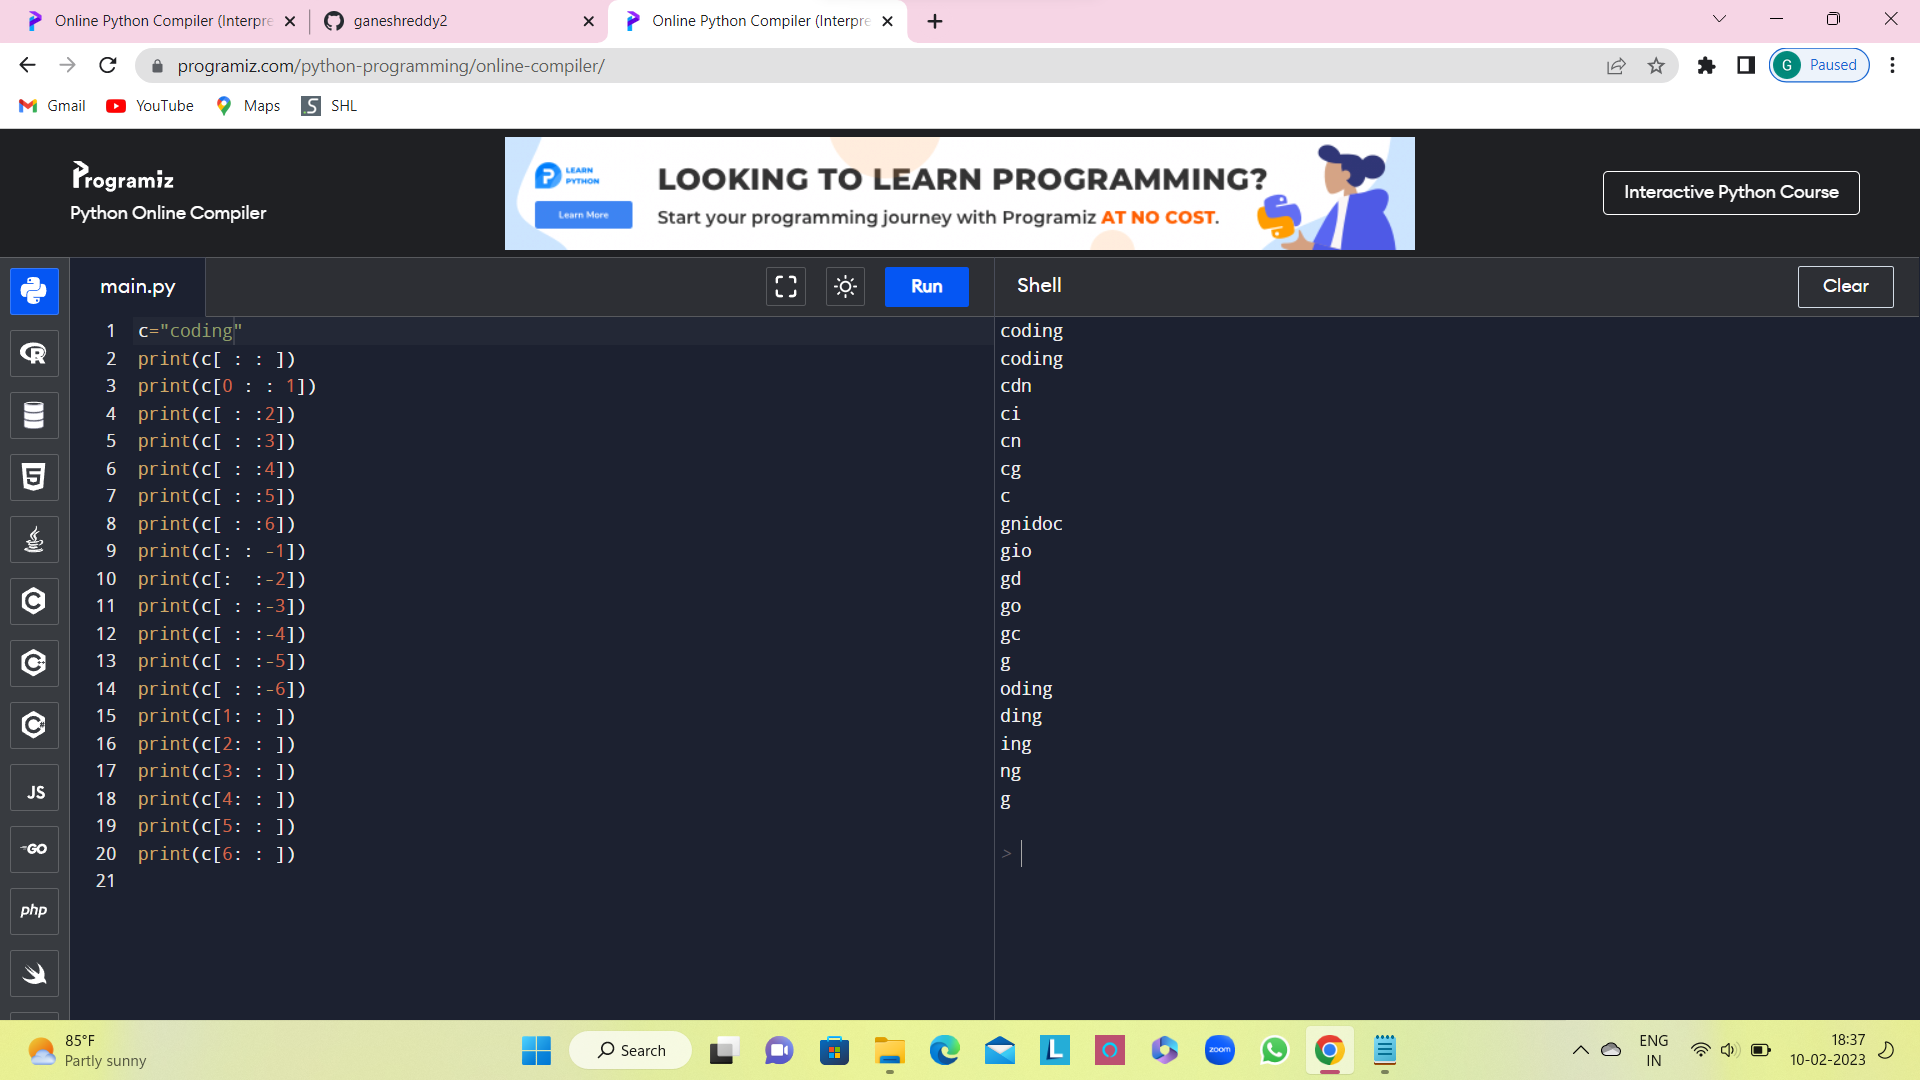 Online Python Compiler (Interpre
ganeshreddy2
Online Python Compiler (Interpre
programiz.com/python-programming/online-compiler/
G Paused
Gmail YouTube Maps S SHL
Programiz
Python Online Compiler
LEARN PYTHON
Learn More
LOOKING TO LEARN PROGRAMMING?
Start your programming journey with Programiz AT NO COST.
Interactive Python Course
main.py
Run
Shell
Clear
1 c="coding"
2 print(c[ : : ])
3 print(c[0 : : 1])
4 print(c[ : :2])
5 print(c[ : :3])
6 print(c[ : :4])
7 print(c[ : :5])
8 print(c[ : :6])
9 print(c[: : -1])
10 print(c[:  :-2])
11 print(c[ : :-3])
12 print(c[ : :-4])
13 print(c[ : :-5])
14 print(c[ : :-6])
15 print(c[1: : ])
16 print(c[2: : ])
17 print(c[3: : ])
18 print(c[4: : ])
19 print(c[5: : ])
20 print(c[6: : ])
21
coding
coding
cdn
ci
cn
cg
c
gnidoc
gio
gd
go
gc
g
oding
ding
ing
ng
g
>
R
5
C
C
C
JS
GO
php
85°F
Partly sunny
Search
L
O
zoom
ENG
IN
18:37
10-02-2023